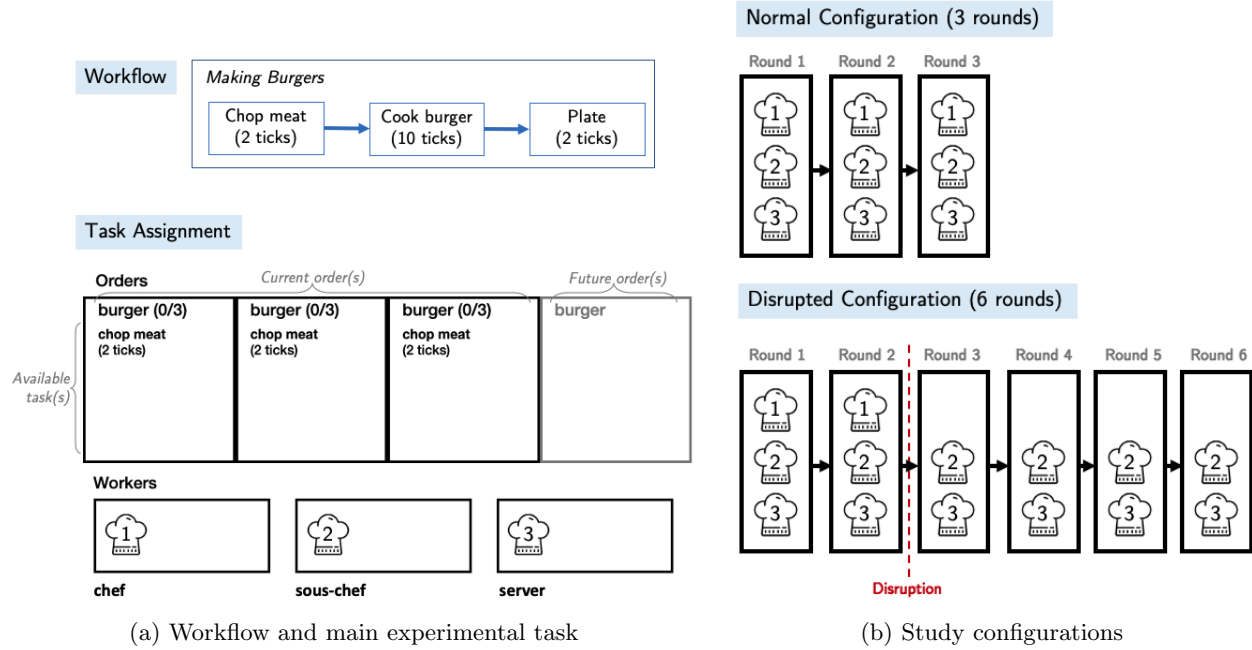 Workflow
Making Burgers
Chop meat
(2 ticks)
Cook burger
(10 ticks)
Plate
(2 ticks)
Task Assignment
Orders
Current order(s)
Future order(s)
burger (0/3)
chop meat
(2 ticks)
burger (0/3)
chop meat
(2 ticks)
burger (0/3)
chop meat
(2 ticks)
burger
Available
task(s)
Workers
1
2
3
chef
sous-chef
server
(a) Workflow and main experimental task
Normal Configuration (3 rounds)
Round 1
Round 2
Round 3
1
1
1
2
2
2
3
3
3
Disrupted Configuration (6 rounds)
Round 1
Round 2
Round 3
Round 4
Round 5
Round 6
1
1
2
2
2
2
2
2
3
3
3
3
3
3
Disruption
(b) Study configurations